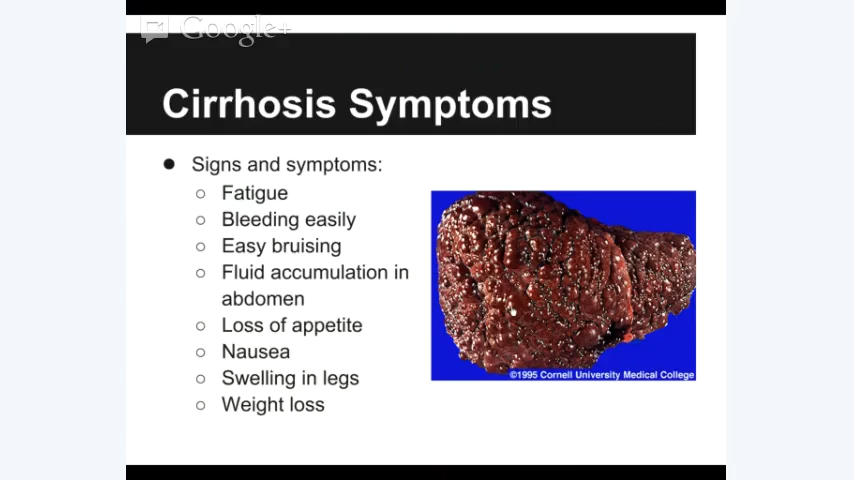 Google+
Cirrhosis Symptoms
Signs and symptoms:
Fatigue
Bleeding easily
Easy bruising
Fluid accumulation in
abdomen
Loss of appetite
Nausea
Swelling in legs
Weight loss
©1995 Cornell University Medical College